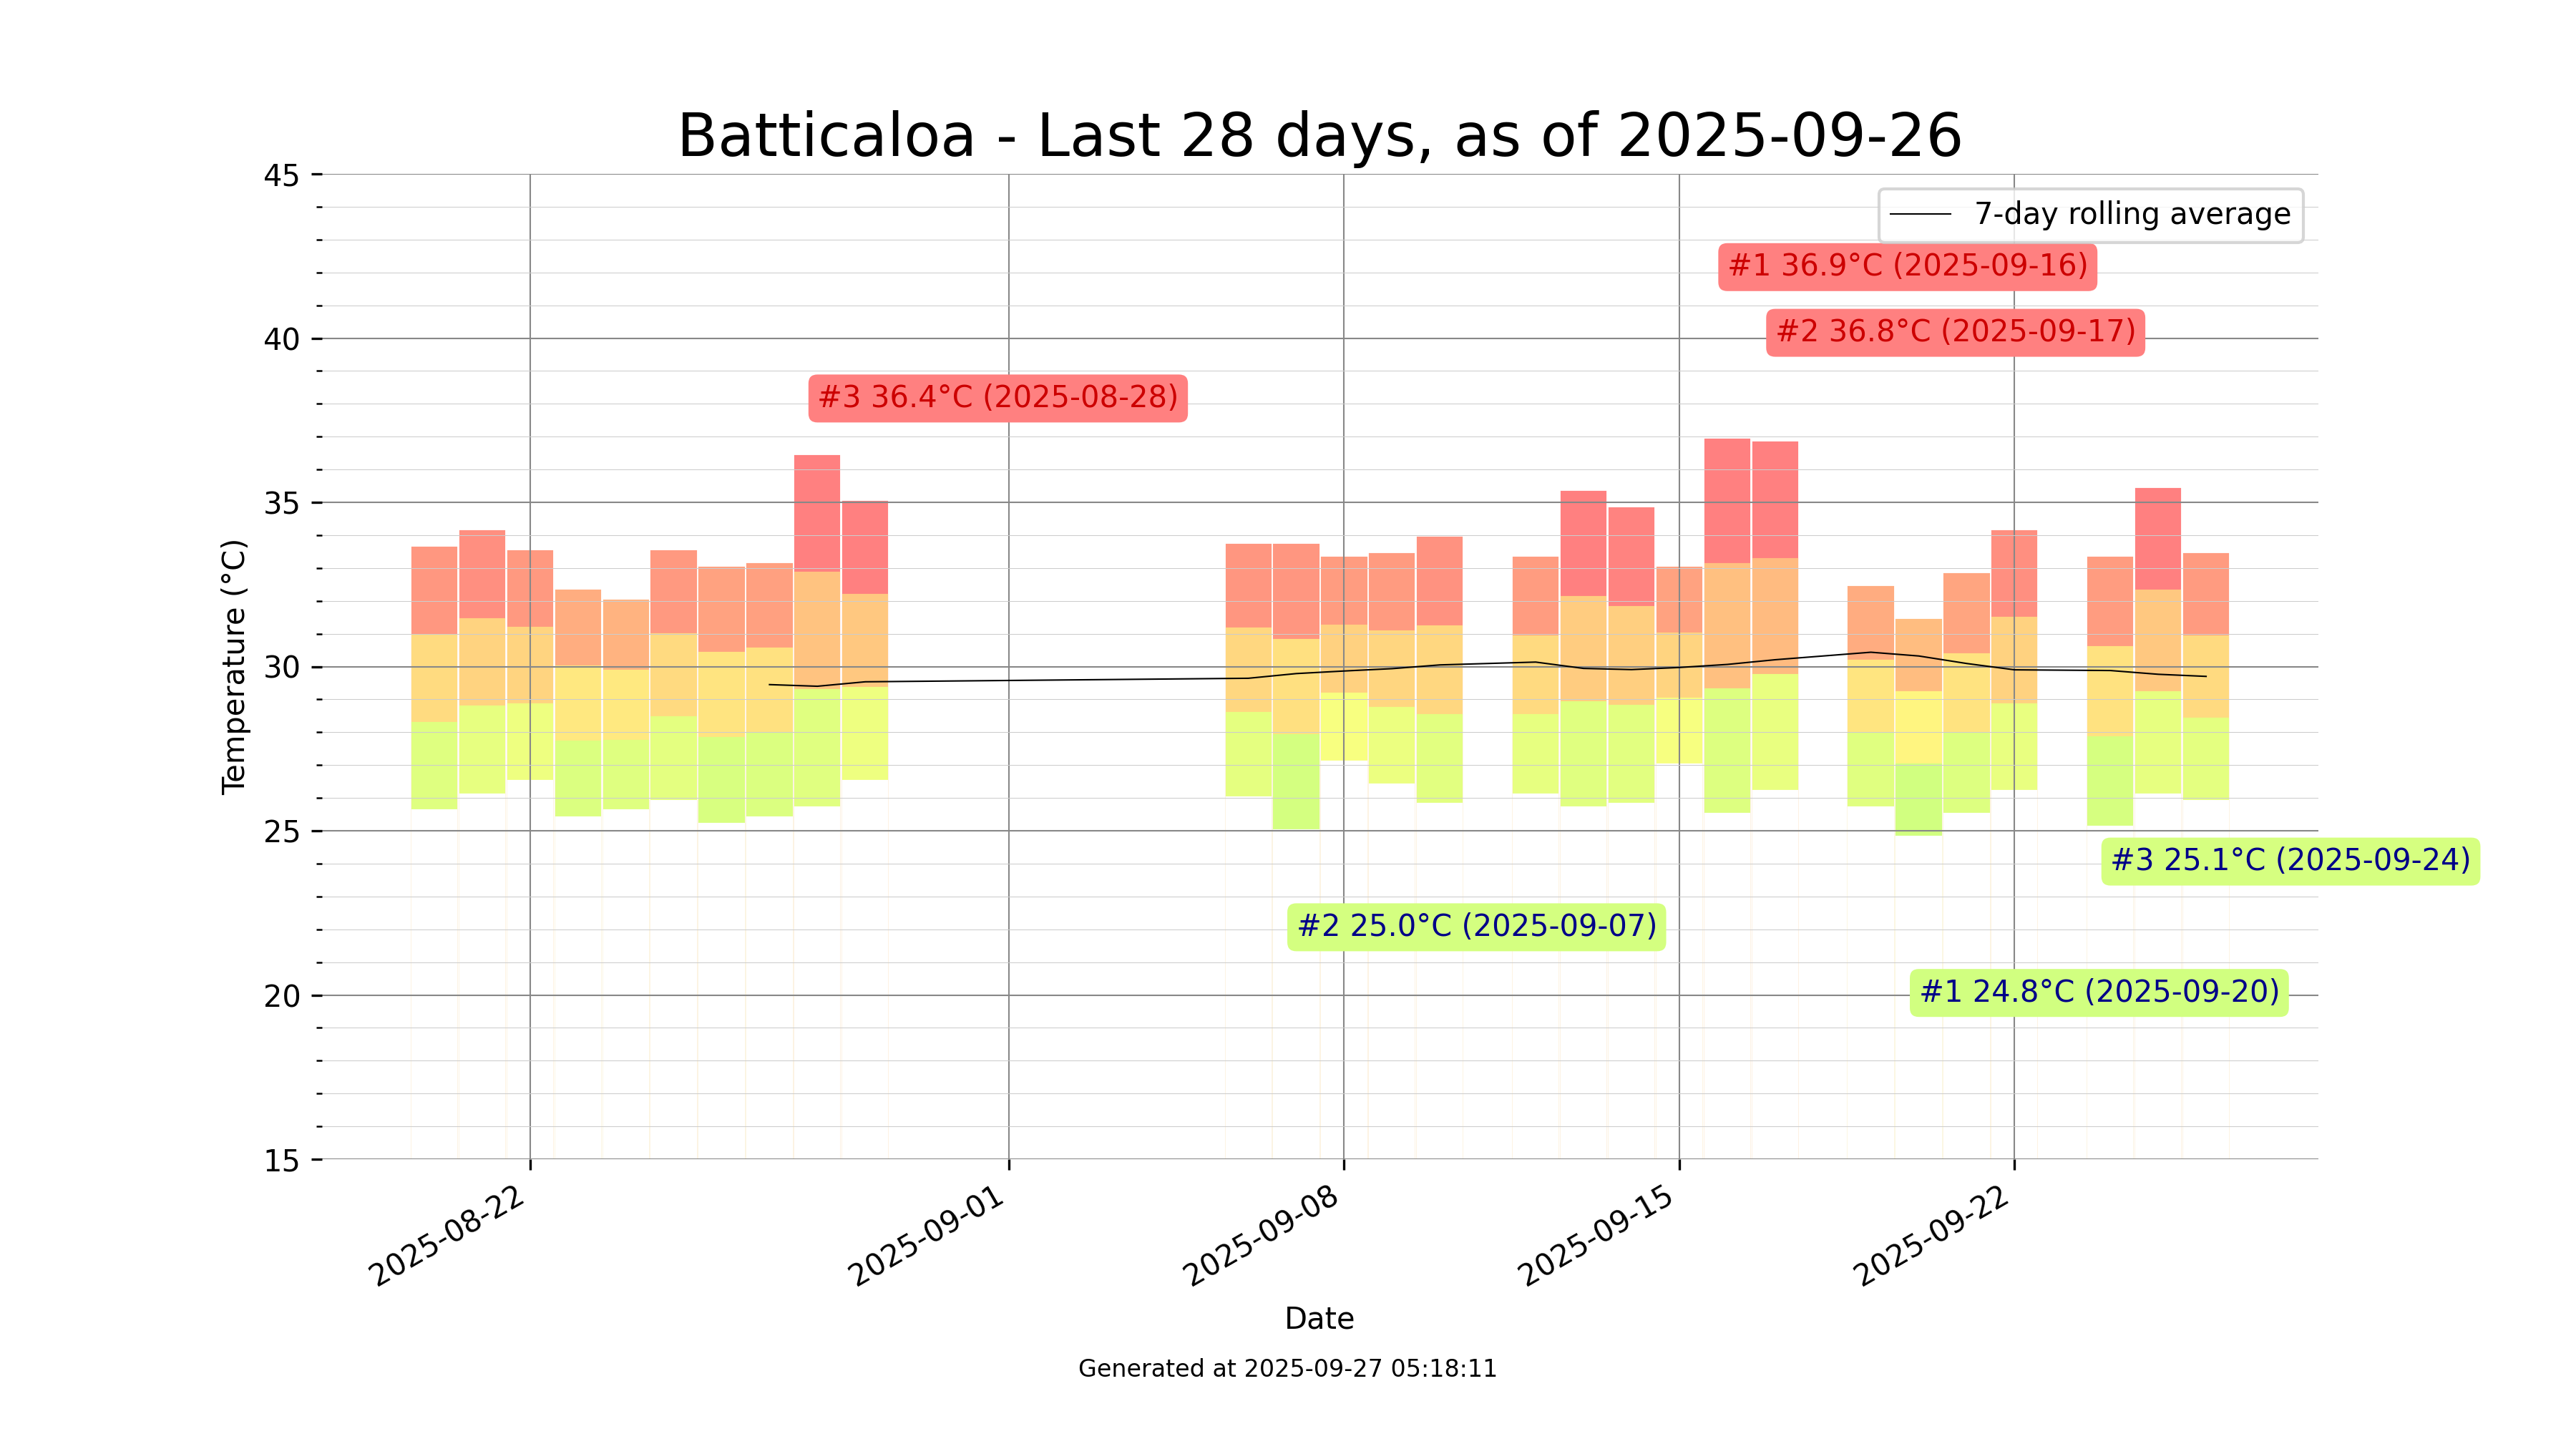 Batticaloa - Last 28 days, as of 2025-09-26
45
7-day rolling average
#1 36.9°C (2025-09-16)
40
#2 36.8°C (2025-09-17)
#3 36.4°C (2025-08-28)
35
Temperature (°C)
30
25
#3 25.1°C (2025-09-24)
#2 25.0°C (2025-09-07)
20
#1 24.8°C (2025-09-20)
15
2025-08-22
2025-09-01
2025-09-08
2025-09-15
2025-09-22
Date
Generated at 2025-09-27 05:18:11